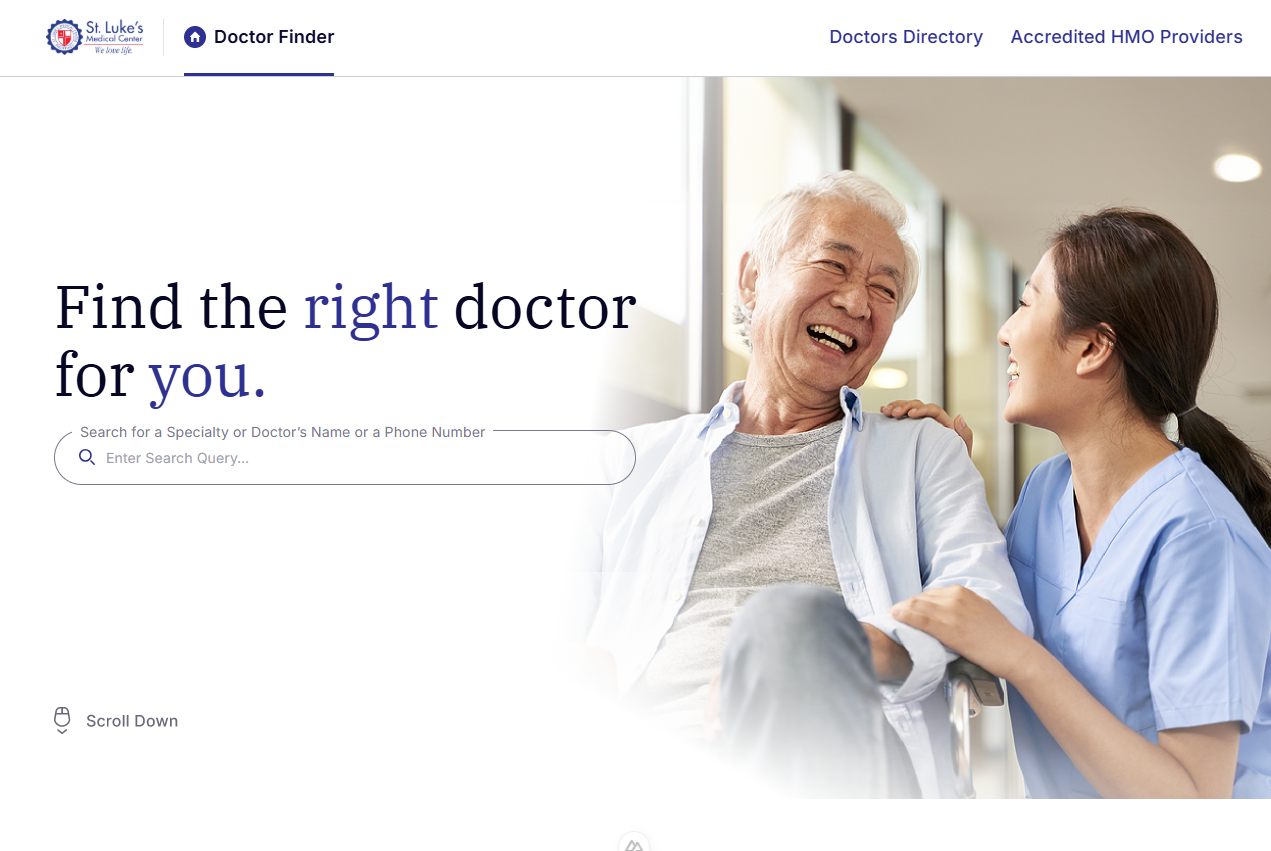 St. Luke's
Medical Center
We love life.
Doctor Finder
Doctors Directory
Accredited HMO Providers
Find the right doctor
for you.
Search for a Specialty or Doctor’s Name or a Phone Number
Enter Search Query...
Scroll Down